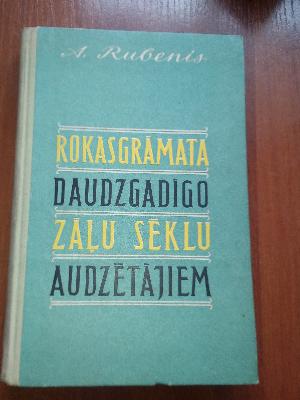 A. Rubenis
ROKASGRĀMATA
DAUDZGADĪGO
ZĀĻU SĒKLU
AUDZĒTĀJIEM